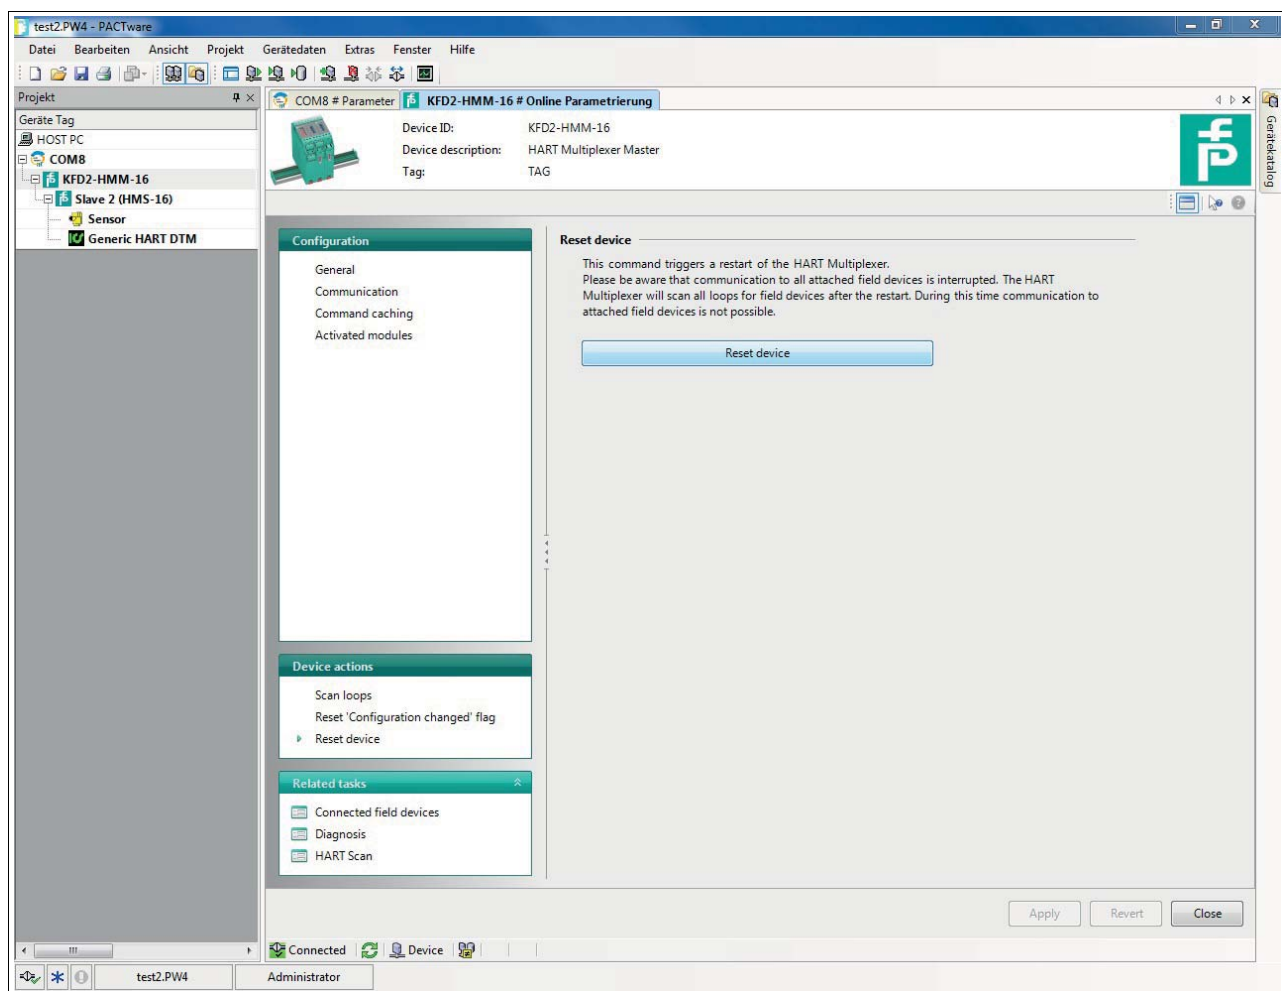 test2.PW4 - PACTware
Datei Bearbeiten Ansicht Projekt Gerätedaten Extras Fenster Hilfe
Projekt
Geräte Tag
HOST PC
COM8
KFD2-HMM-16
Slave 2 (HMS-16)
Sensor
Generic HART DTM
COM8 # Parameter
KFD2-HMM-16 # Online Parametrierung
Device ID: KFD2-HMM-16
Device description: HART Multiplexer Master
Tag: TAG
Gerätekatalog
Configuration
General
Communication
Command caching
Activated modules
Device actions
Scan loops
Reset 'Configuration changed' flag
Reset device
Related tasks
Connected field devices
Diagnosis
HART Scan
Reset device
This command triggers a restart of the HART Multiplexer.
Please be aware that communication to all attached field devices is interrupted. The HART
Multiplexer will scan all loops for field devices after the restart. During this time communication to
attached field devices is not possible.
Reset device
Apply Revert Close
Connected Device
test2.PW4 Administrator